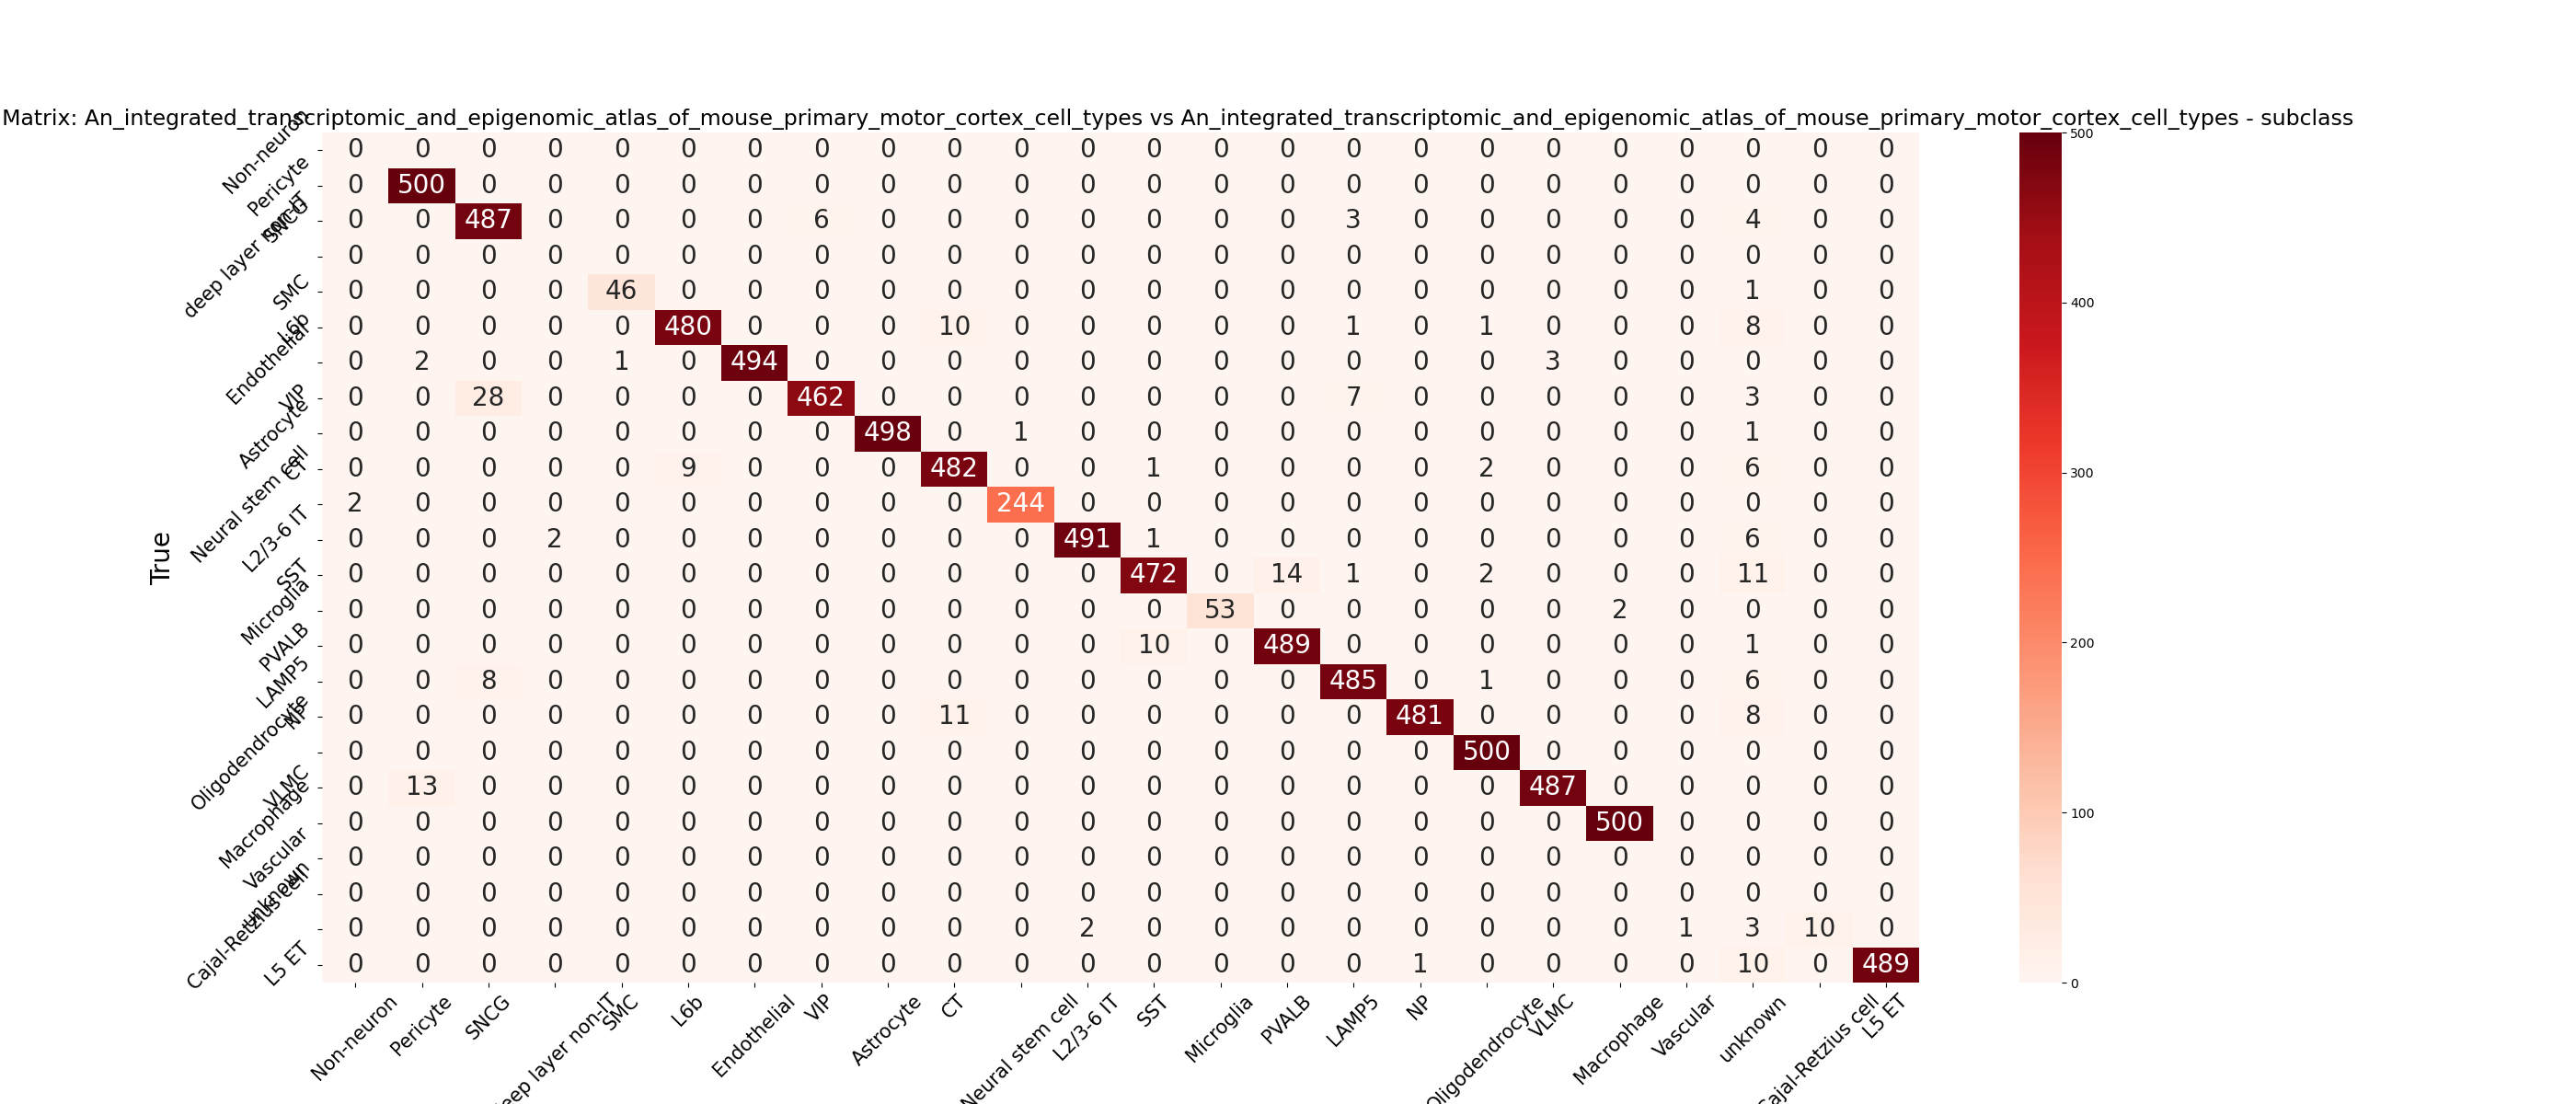 Matrix: An_integrated_transcriptomic_and_epigenomic_atlas_of_mouse_primary_motor_cortex_cell_types vs An_integrated_transcriptomic_and_epigenomic_atlas_of_mouse_primary_motor_cortex_cell_types - subclass
Non-neuron 0 0 0 0 0 0 0 0 0 0 0 0 0 0 0 0 0 0 0 0 0 0 0 0
Pericyte 0 500 0 0 0 0 0 0 0 0 0 0 0 0 0 0 0 0 0 0 0 0 0 0
SNCG 0 0 487 0 0 0 0 6 0 0 0 0 0 0 0 3 0 0 0 0 0 4 0 0
deep layer non-IT 0 0 0 0 0 0 0 0 0 0 0 0 0 0 0 0 0 0 0 0 0 0 0 0
SMC 0 0 0 0 46 0 0 0 0 0 0 0 0 0 0 0 0 0 0 0 0 1 0 0
L6b 0 0 0 0 0 480 0 0 0 10 0 0 0 0 0 1 0 1 0 0 0 8 0 0
Endothelial 0 2 0 0 1 0 494 0 0 0 0 0 0 0 0 0 0 0 3 0 0 0 0 0
VIP 0 0 28 0 0 0 0 462 0 0 0 0 0 0 0 7 0 0 0 0 0 3 0 0
Astrocyte 0 0 0 0 0 0 0 0 498 0 1 0 0 0 0 0 0 0 0 0 0 1 0 0
CT 0 0 0 0 0 9 0 0 0 482 0 0 1 0 0 0 0 2 0 0 0 6 0 0
Neural stem cell 2 0 0 0 0 0 0 0 0 0 244 0 0 0 0 0 0 0 0 0 0 0 0 0
L2/3-6 IT 0 0 0 2 0 0 0 0 0 0 0 491 1 0 0 0 0 0 0 0 0 6 0 0
SST 0 0 0 0 0 0 0 0 0 0 0 0 472 0 14 1 0 2 0 0 0 11 0 0
Microglia 0 0 0 0 0 0 0 0 0 0 0 0 0 53 0 0 0 0 0 2 0 0 0 0
PVALB 0 0 0 0 0 0 0 0 0 0 0 0 10 0 489 0 0 0 0 0 0 1 0 0
LAMP5 0 0 8 0 0 0 0 0 0 0 0 0 0 0 0 485 0 1 0 0 0 6 0 0
NP 0 0 0 0 0 0 0 0 0 11 0 0 0 0 0 0 481 0 0 0 0 8 0 0
Oligodendrocyte 0 0 0 0 0 0 0 0 0 0 0 0 0 0 0 0 0 500 0 0 0 0 0 0
VLMC 0 13 0 0 0 0 0 0 0 0 0 0 0 0 0 0 0 0 487 0 0 0 0 0
Macrophage 0 0 0 0 0 0 0 0 0 0 0 0 0 0 0 0 0 0 0 500 0 0 0 0
Vascular 0 0 0 0 0 0 0 0 0 0 0 0 0 0 0 0 0 0 0 0 0 0 0 0
unknown 0 0 0 0 0 0 0 0 0 0 0 0 0 0 0 0 0 0 0 0 0 0 0 0
Cajal-Retzius cell 0 0 0 0 0 0 0 0 0 0 0 2 0 0 0 0 0 0 0 0 1 3 10 0
L5 ET 0 0 0 0 0 0 0 0 0 0 0 0 0 0 0 0 1 0 0 0 0 10 0 489
True
Non-neuron
Pericyte
SNCG
eep layer non-IT
SMC
L6b
Endothelial
VIP
Astrocyte
CT
Neural stem cell
L2/3-6 IT
SST
Microglia
PVALB
LAMP5
NP
Oligodendrocyte
VLMC
Macrophage
Vascular
unknown
Cajal-Retzius cell
L5 ET
500
400
300
200
100
0